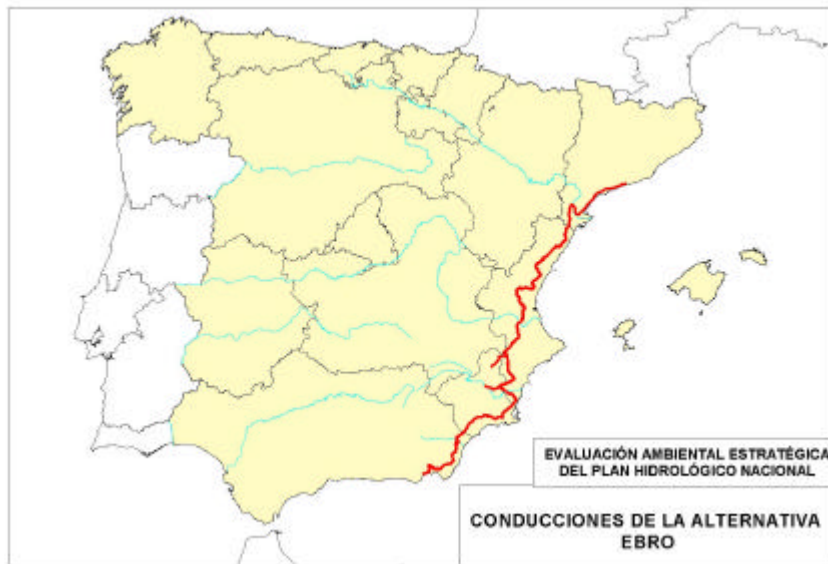 EVALUACIÓN AMBIENTAL ESTRATÉGICA
DEL PLAN HIDROLÓGICO NACIONAL
CONDUCCIONES DE LA ALTERNATIVA
EBRO